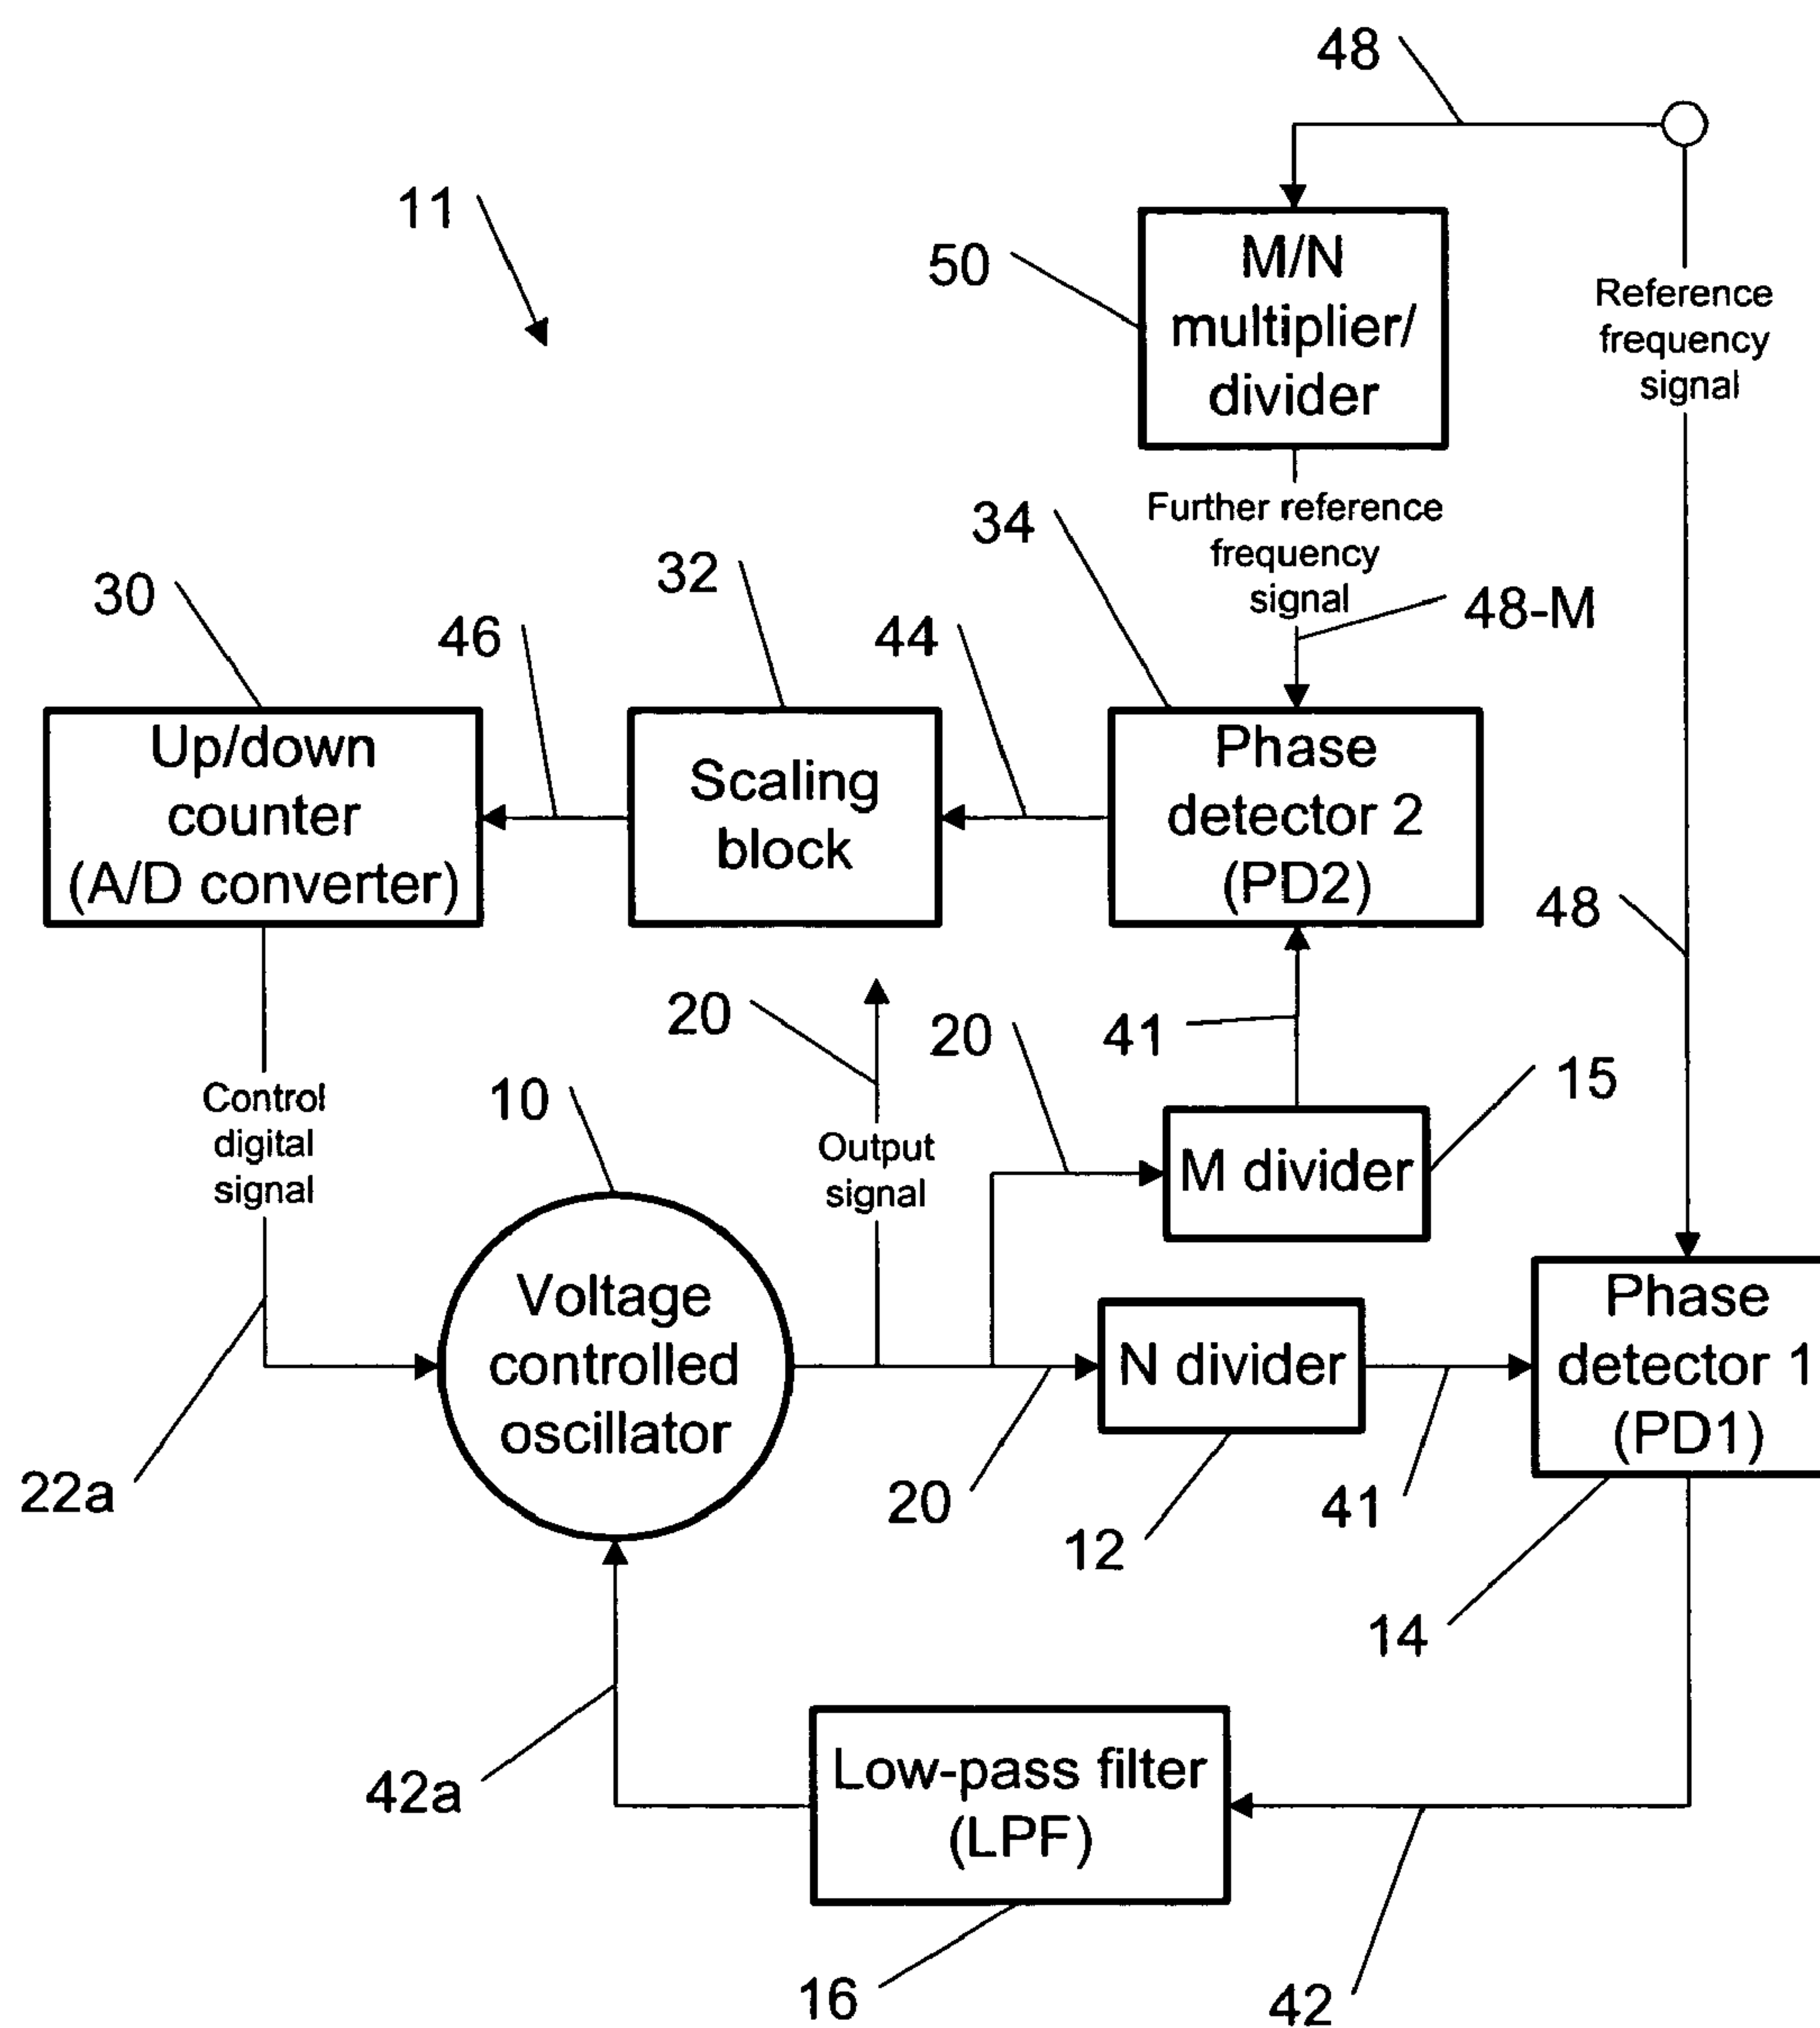 48
11
50
M/N
multiplier/
divider
Reference
frequency
signal
34
Further reference
frequency
signal
48-M
30
46
32
44
Up/down
counter
(A/D converter)
Scaling
block
Phase
detector 2
(PD2)
48
20
20
41
15
Control
digital
signal
10
Output
signal
M divider
Voltage
controlled
oscillator
N divider
Phase
detector 1
(PD1)
22a
20
12
41
14
42a
Low-pass filter
(LPF)
16
42